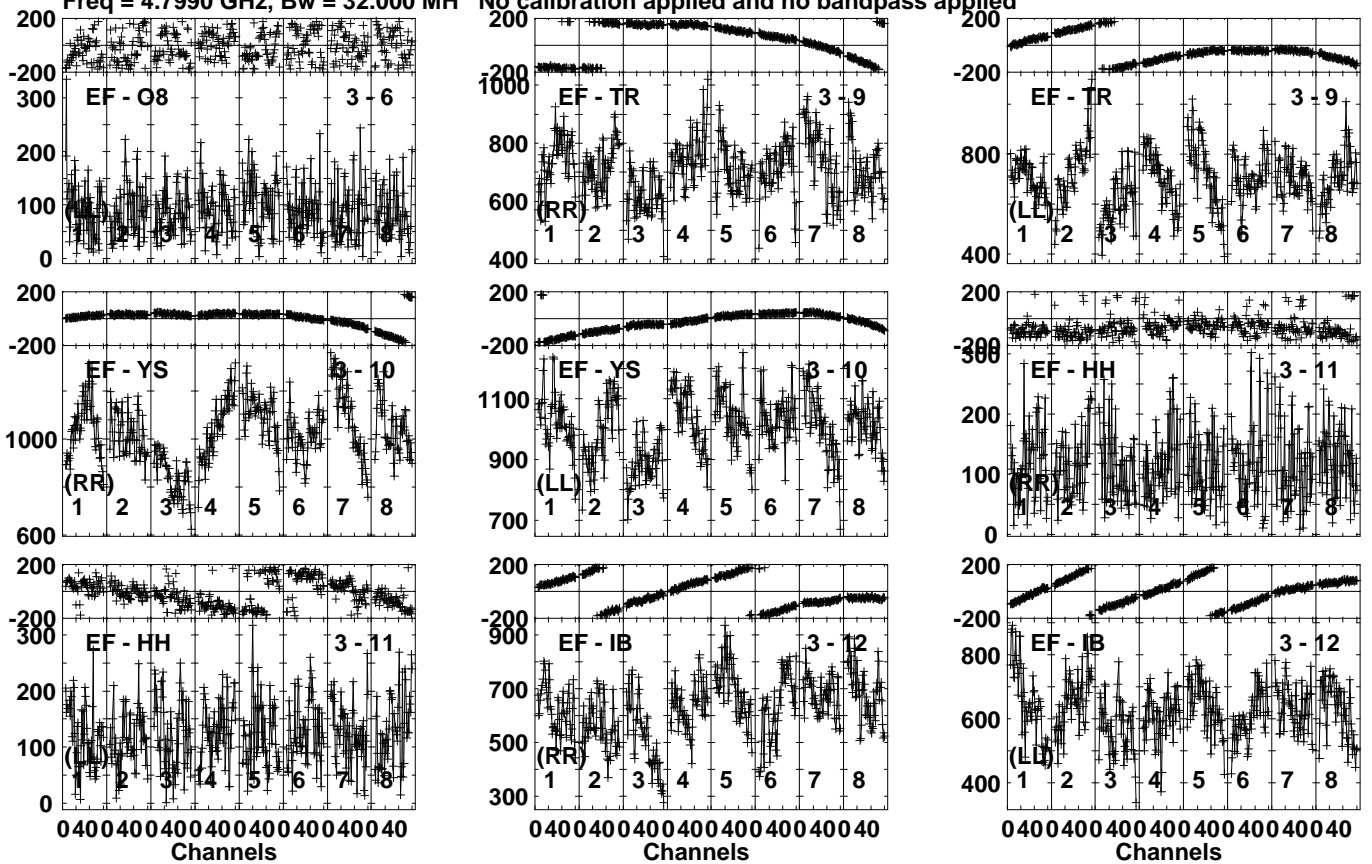 Freq = 4.7990 GHz, Bw = 32.000 MH No calibration applied and no bandpass applied
200
-200
EF - O8 3 - 6
300
200
100
0
(LL)
1 2 3 4 5 6 7 8
200
-200
EF - TR 3 - 9
1000
800
600
400
(RR)
1 2 3 4 5 6 7 8
200
-200
EF - TR 3 - 9
800
400
(LL)
1 2 3 4 5 6 7 8
200
-200
EF - YS 3 - 10
1000
600
(RR)
1 2 3 4 5 6 7 8
200
-200
EF - YS 3 - 10
1100
900
700
(LL)
1 2 3 4 5 6 7 8
200
-200
EF - HH 3 - 11
300
200
100
0
(RR)
1 2 3 4 5 6 7 8
200
-200
EF - HH 3 - 11
300
200
100
0
(LL)
1 2 3 4 5 6 7 8
0 40 0 40 0 40 0 40 0 40 0 40 0 40 0 40
Channels
200
-200
EF - IB 3 - 12
900
700
500
300
(RR)
1 2 3 4 5 6 7 8
0 40 0 40 0 40 0 40 0 40 0 40 0 40 0 40
Channels
200
-200
EF - IB 3 - 12
800
600
400
(LL)
1 2 3 4 5 6 7 8
0 40 0 40 0 40 0 40 0 40 0 40 0 40 0 40
Channels